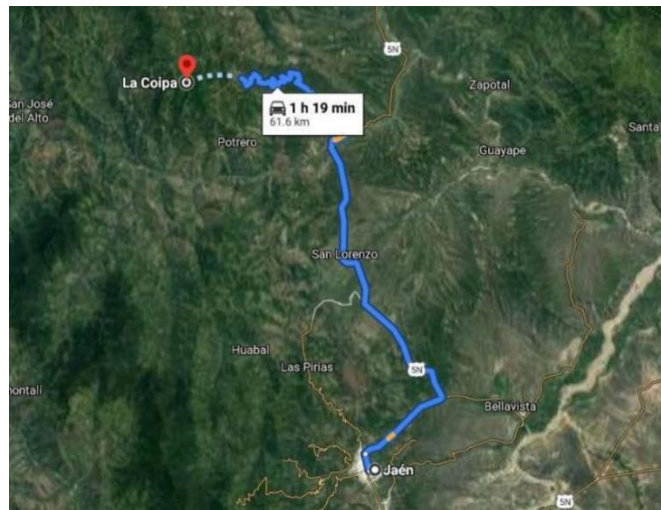 5N
La Coipa
Zapotal
San José
del Alto
1 h 19 min
61.6 km
Santa
Potrero
Guayape
San Lorenzo
Huabal
Las Pirias
5N
montali
Bellavista
Jaén
5N